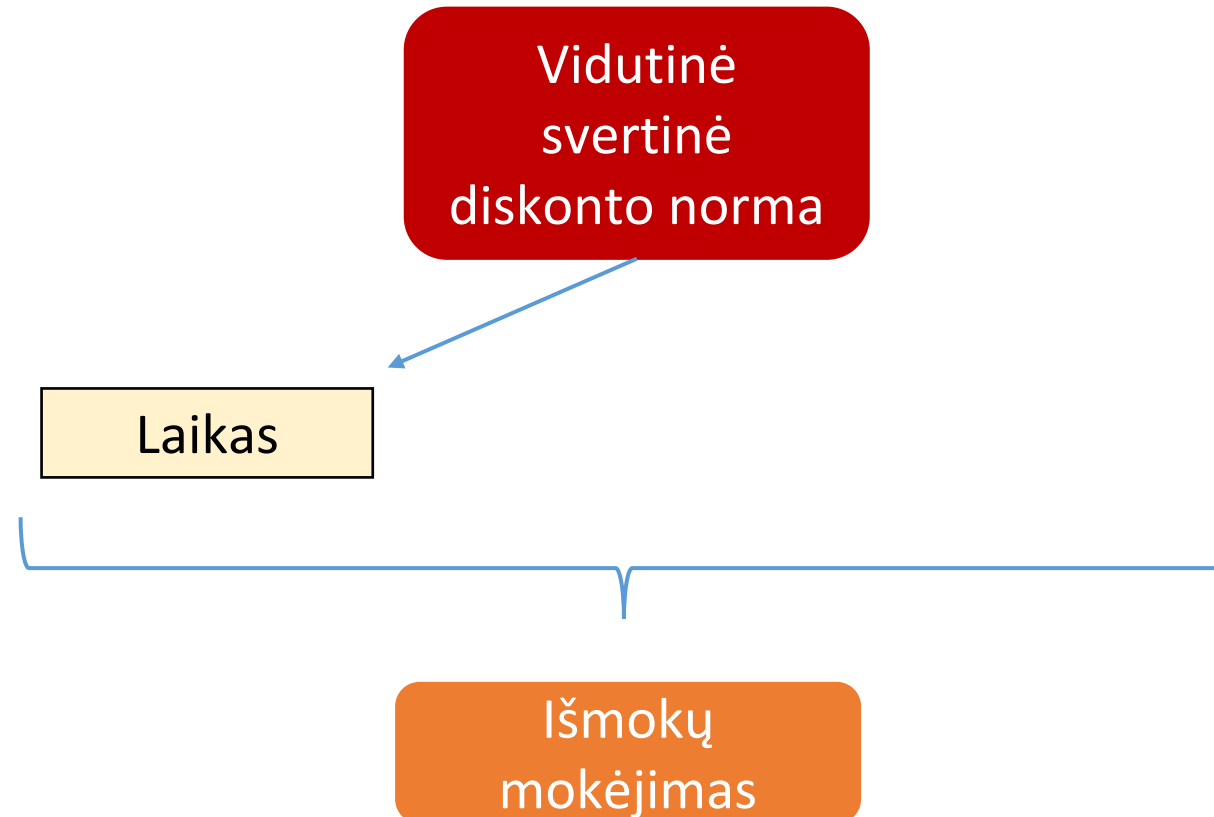 Vidutinė
svertinė
diskonto norma
Laikas
Išmokų
mokėjimas